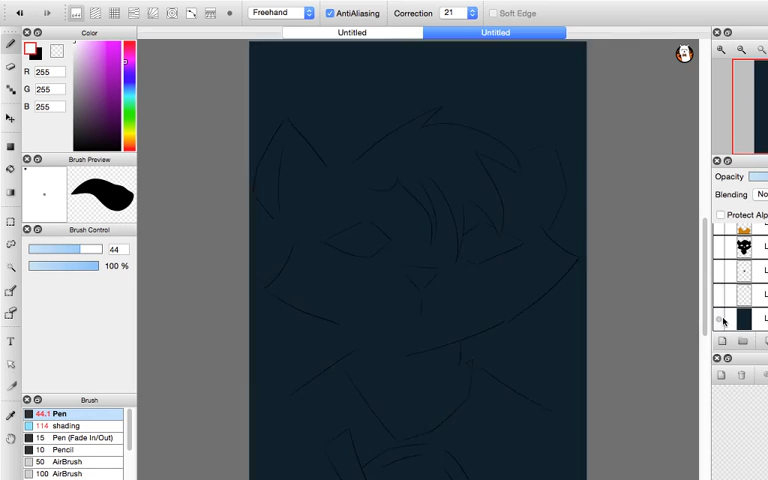 Freehand
AntiAliasing
Correction
21
Soft Edge
Untitled
Untitled
Color
R 255
G 255
B 255
Brush Preview
Brush Control
44
100 %
Brush
44.1 Pen
114 shading
15 Pen (Fade In/Out)
10 Pencil
50 AirBrush
100 AirBrush
T
Opacity
Blending No
Protect Alp
L
L
L
L